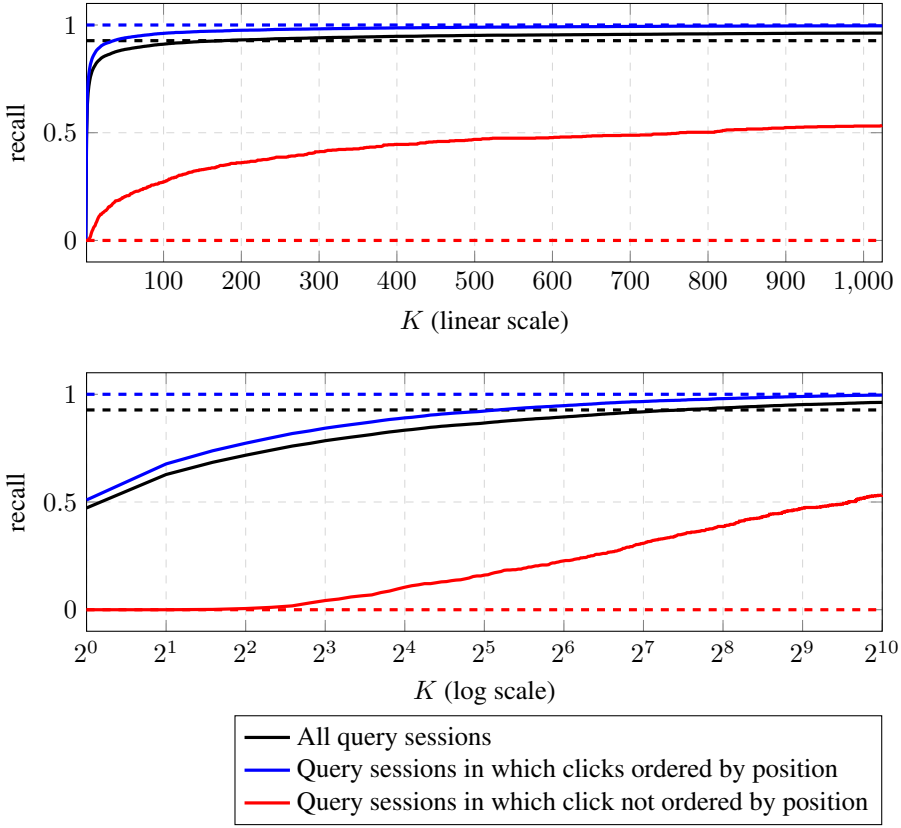 1
0.5
0
recall
100 200 300 400 500 600 700 800 900 1,000
K (linear scale)
1
0.5
0
recall
2^0 2^1 2^2 2^3 2^4 2^5 2^6 2^7 2^8 2^9 2^10
K (log scale)
All query sessions
Query sessions in which clicks ordered by position
Query sessions in which click not ordered by position